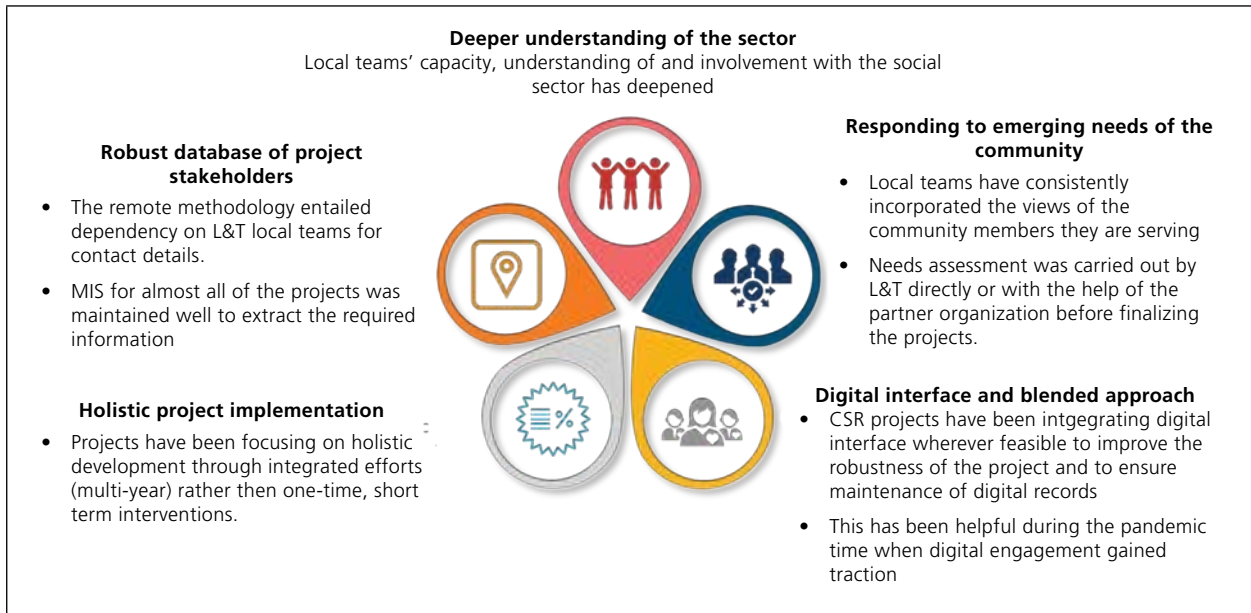 Deeper understanding of the sector
Local teams’ capacity, understanding of and involvement with the social
sector has deepened
Robust database of project
stakeholders
• The remote methodology entailed
dependency on L&T local teams for
contact details.
• MIS for almost all of the projects was
maintained well to extract the required
information
Holistic project implementation
• Projects have been focusing on holistic
development through integrated efforts
(multi-year) rather then one-time, short
term interventions.
Responding to emerging needs of the
community
• Local teams have consistently
incorporated the views of the
community members they are serving
• Needs assessment was carried out by
L&T directly or with the help of the
partner organization before finalizing
the projects.
Digital interface and blended approach
• CSR projects have been intgegrating digital
interface wherever feasible to improve the
robustness of the project and to ensure
maintenance of digital records
• This has been helpful during the pandemic
time when digital engagement gained
traction
%